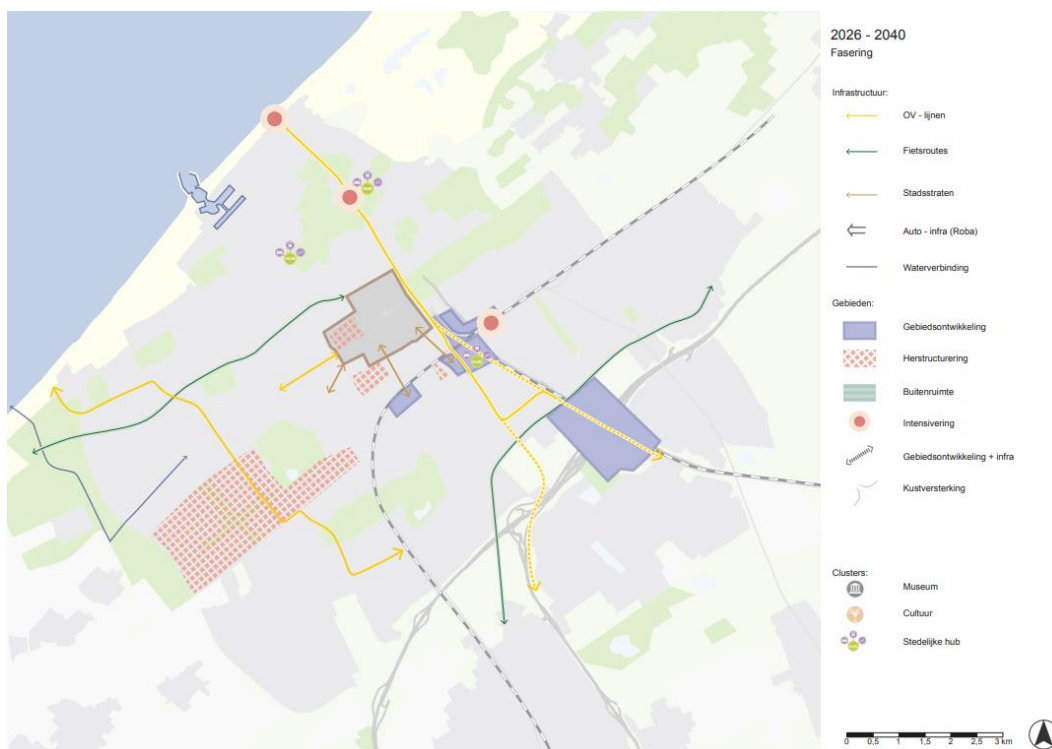 2026 - 2040
Fasering
Infrastructuur:
OV - lijnen
Fietsroutes
Stadsstraten
Auto - infra (Roba)
Waterverbinding
Gebieden:
Gebiedsontwikkeling
Herstructurering
Buitenruimte
Intensivering
Gebiedsontwikkeling + infra
Kustversterking
Clusters:
Museum
Cultuur
Stedelijke hub
0 0,5 1 1,5 2 2,5 3 km